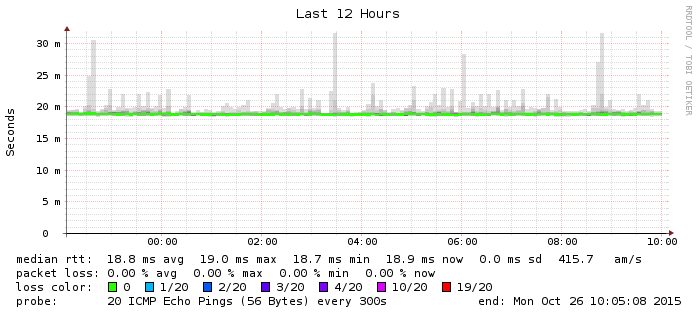 Last 12 Hours
RRDTOOL / TOBI OETIKER
Seconds
30 m
25 m
20 m
15 m
10 m
5 m
0
00:00 02:00 04:00 06:00 08:00 10:00
median rtt: 18.8 ms avg 19.0 ms max 18.7 ms min 18.9 ms now 0.0 ms sd 415.7 am/s
packet loss: 0.00 % avg 0.00 % max 0.00 % min 0.00 % now
loss color: 0 1/20 2/20 3/20 4/20 10/20 19/20
probe: 20 ICMP Echo Pings (56 Bytes) every 300s end: Mon Oct 26 10:05:08 2015